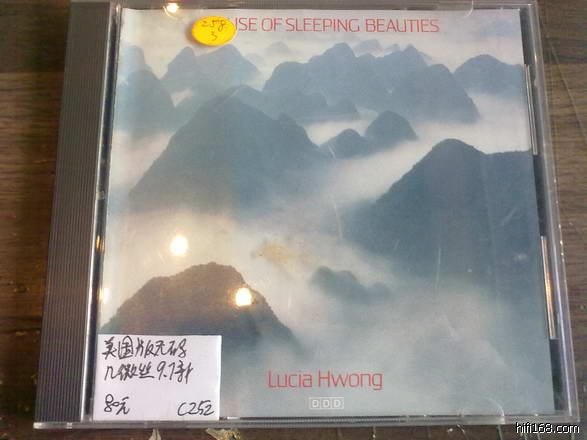 258
3
USE OF SLEEPING BEAUTIES
美国版无码
几微丝9.7新
80元 C252
Lucia Hwong
DDD
hifi168.com